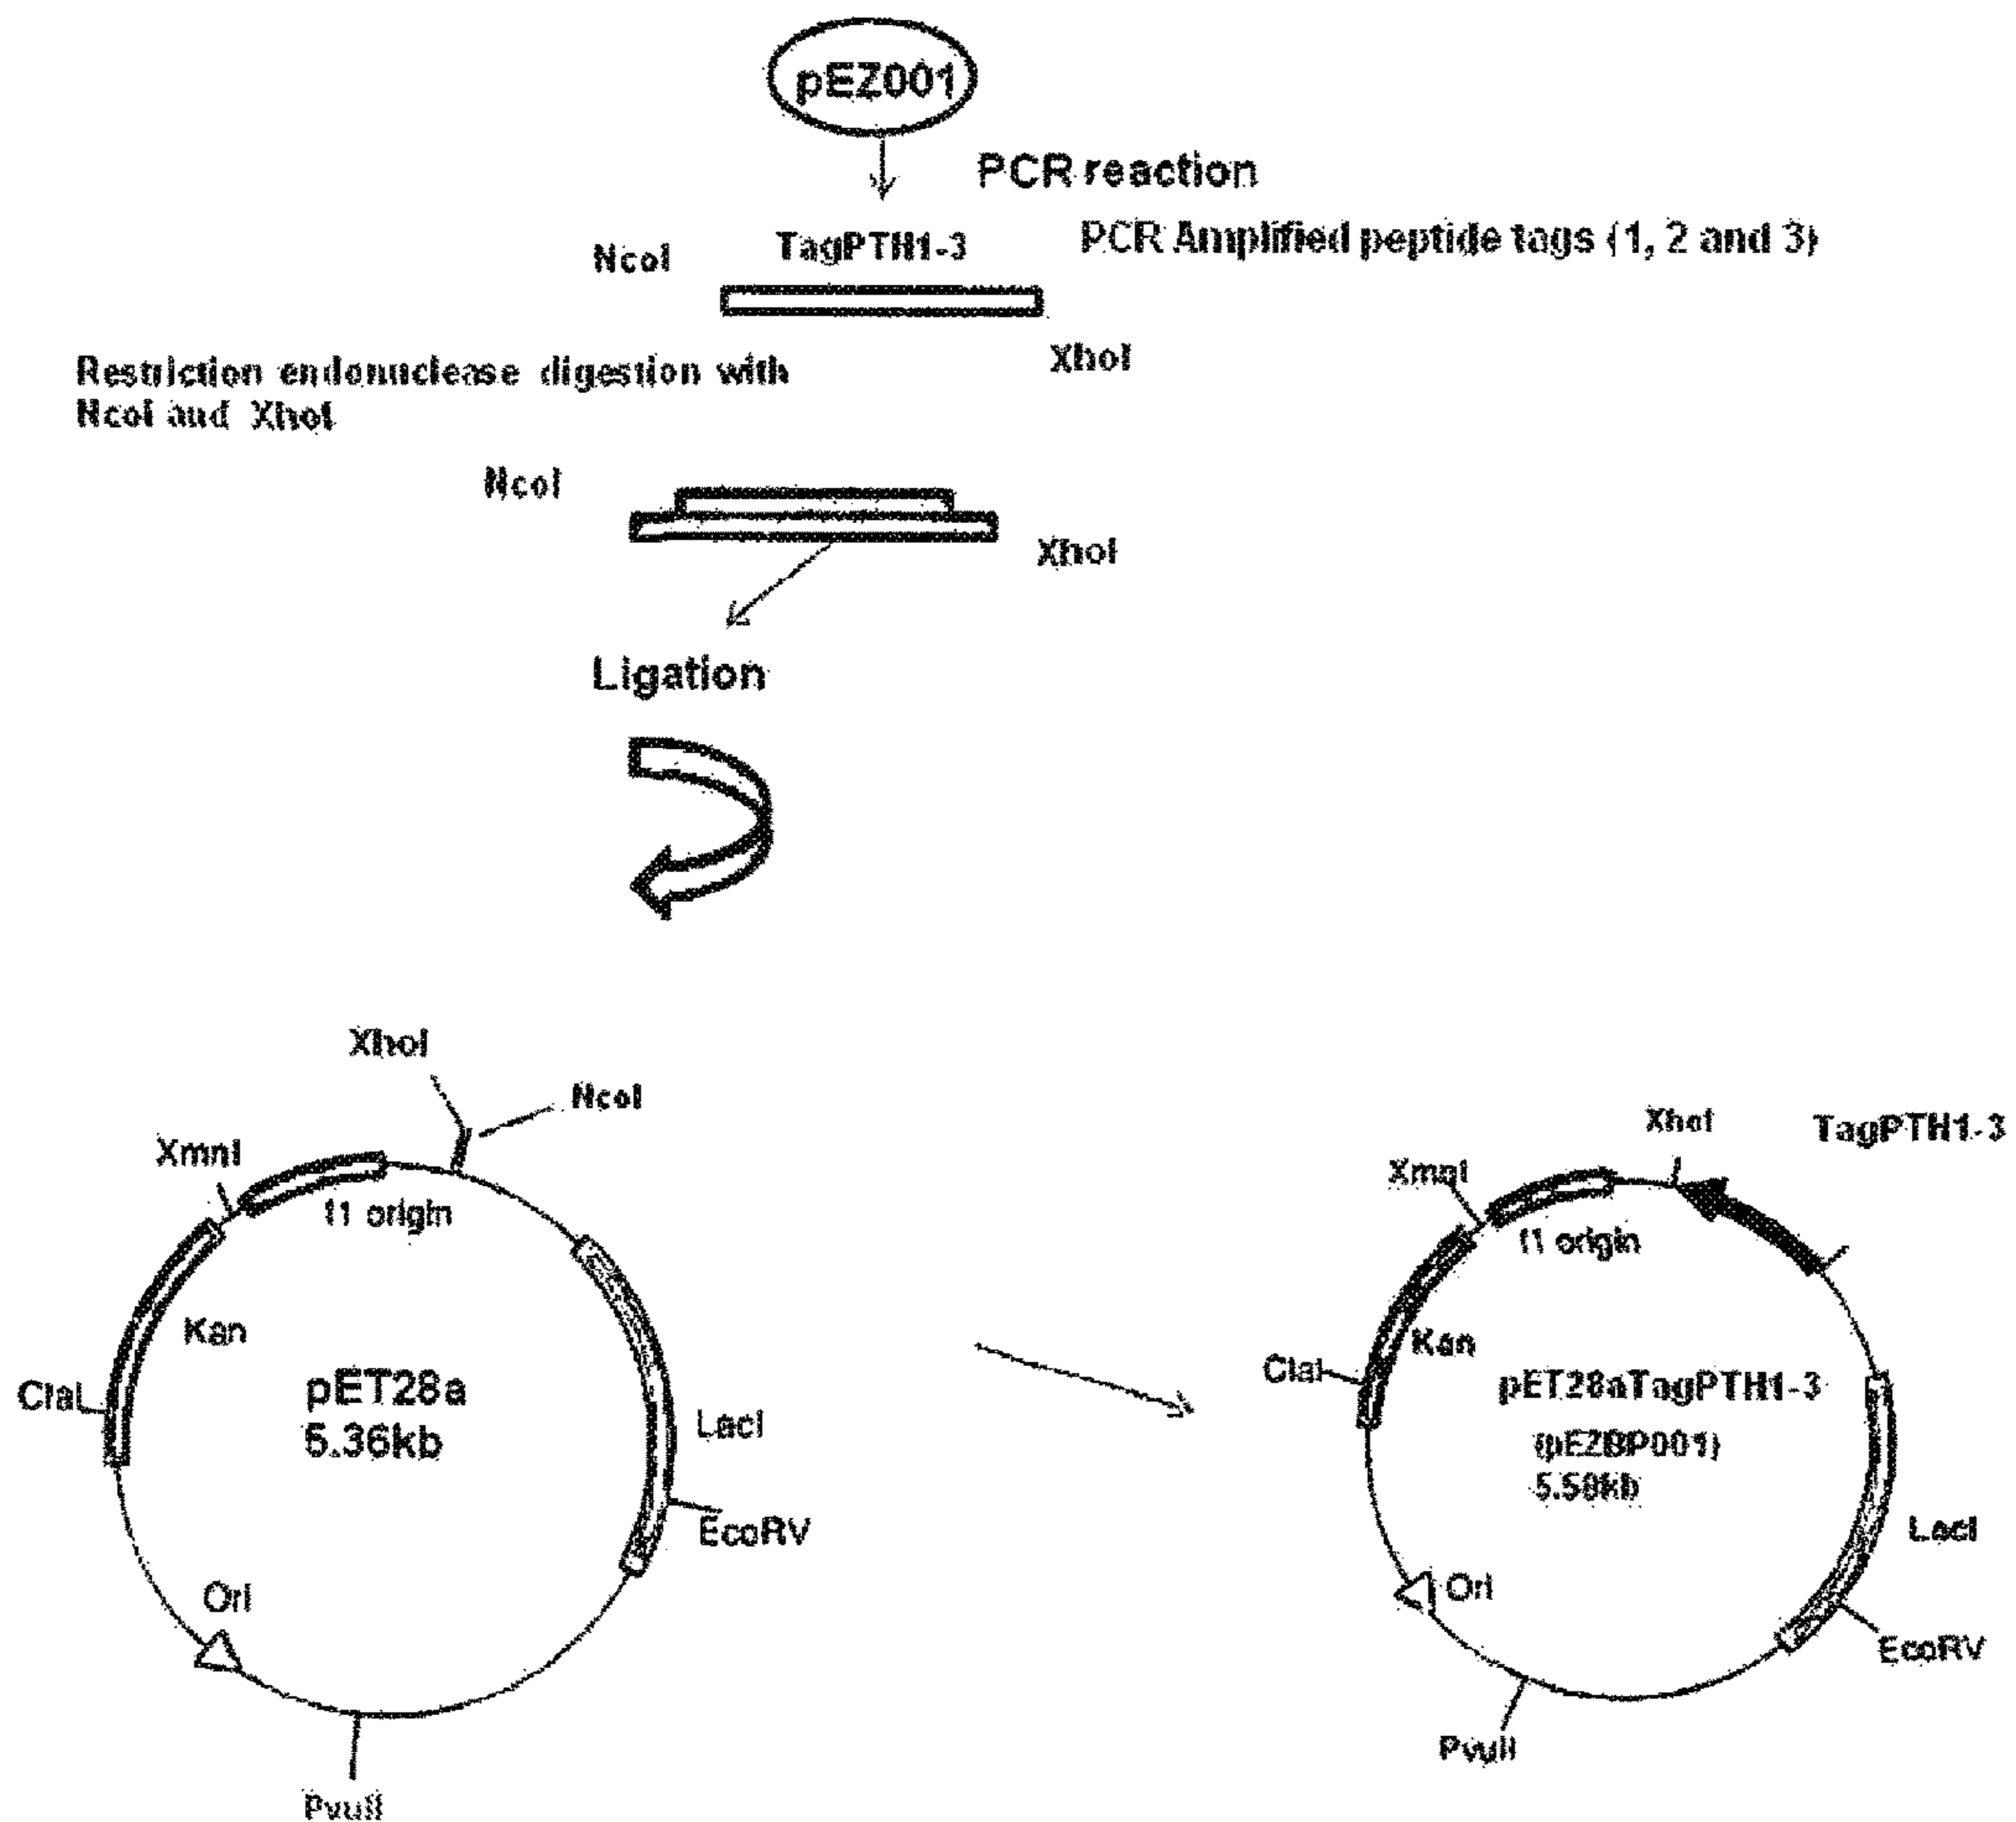 pEZ001
PCR reaction
PCR Amplified peptide tags (1, 2 and 3)
NcoI
TagPTH1-3
XhoI
Restriction endonuclease digestion with
NcoI and XhoI
NcoI
XhoI
Ligation
XhoI
NcoI
XmnI
f1 origin
Kan
ClaI
pET28a
5.36kb
LacI
EcoRV
Ori
PvuII
XhoI
TagPTH1-3
XmnI
f1 origin
Kan
ClaI
pET28aTagPTH1-3
(pEZBP001)
5.58kb
LacI
Ori
EcoRV
PvuII